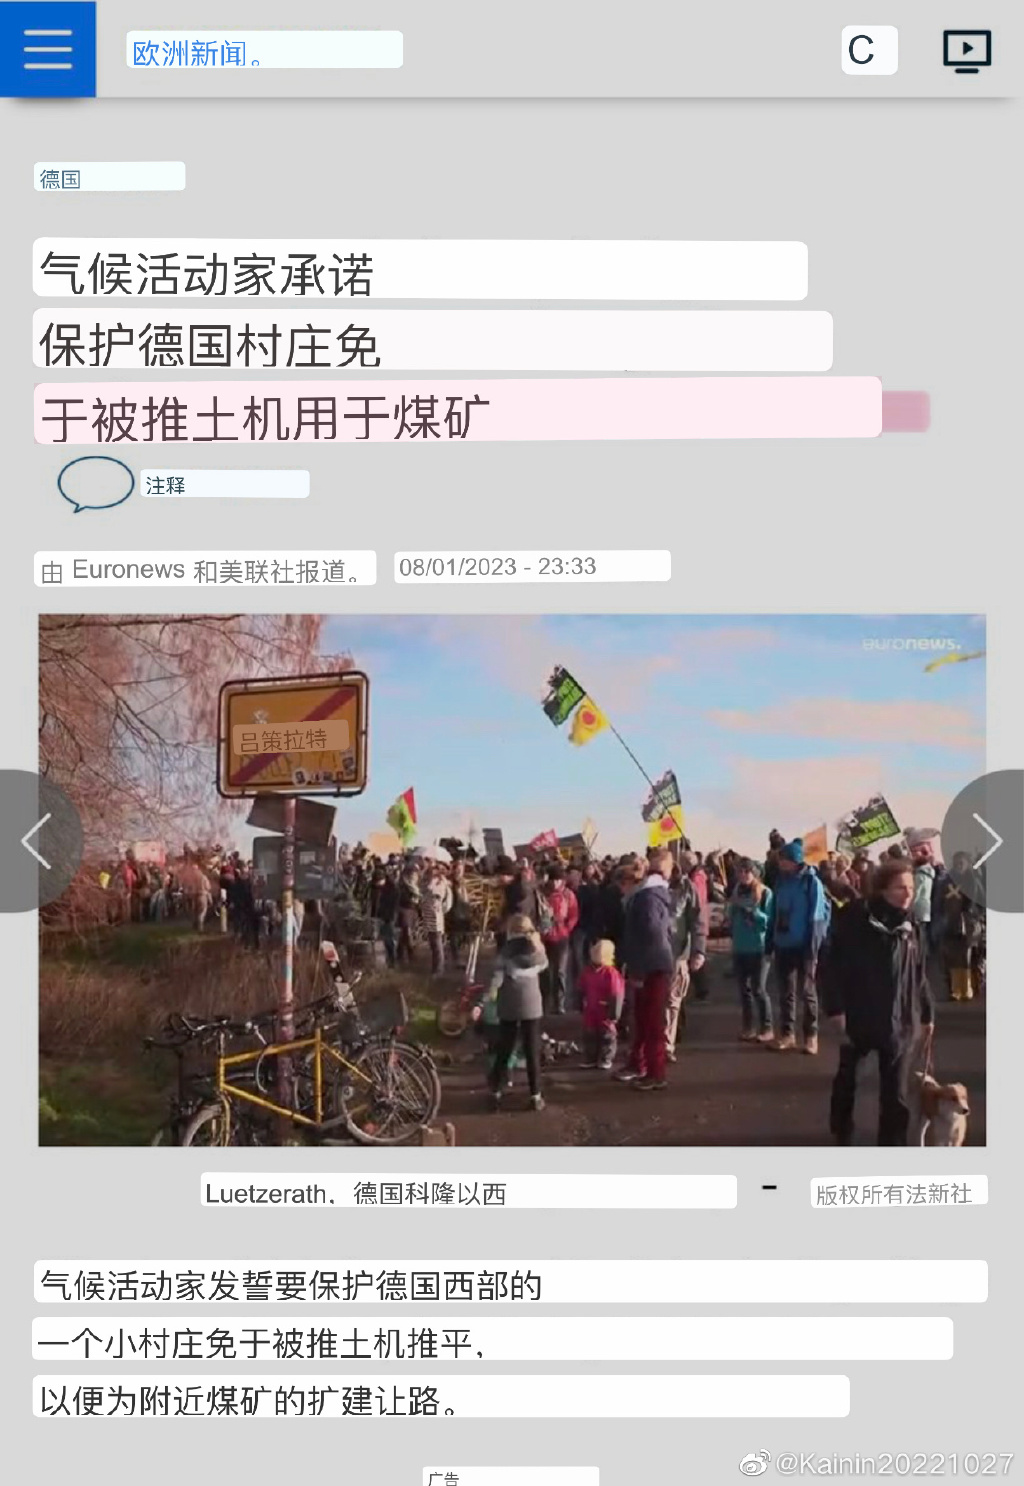 欧洲新闻。
C
德国
气候活动家承诺
保护德国村庄免
于被推土机用于煤矿
注释
由 Euronews 和美联社报道。 08/01/2023 - 23:33
euronews.
吕策拉特
Luetzerath，德国科隆以西 - 版权所有法新社
气候活动家发誓要保护德国西部的
一个小村庄免于被推土机推平，
以便为附近煤矿的扩建让路。
广告
@Kainin20221027